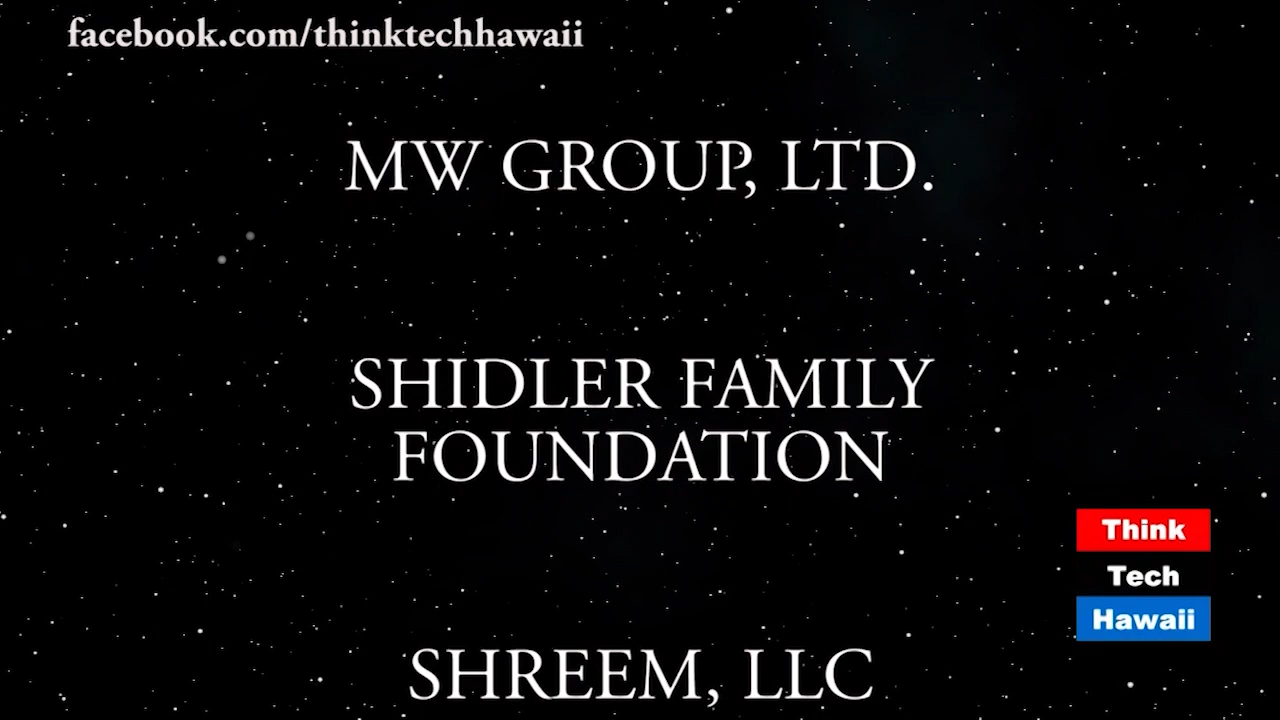 facebook.com/thinktechhawaii
MW GROUP, LTD.
SHIDLER FAMILY
FOUNDATION
Think
Tech
Hawaii
SHREEM, LLC